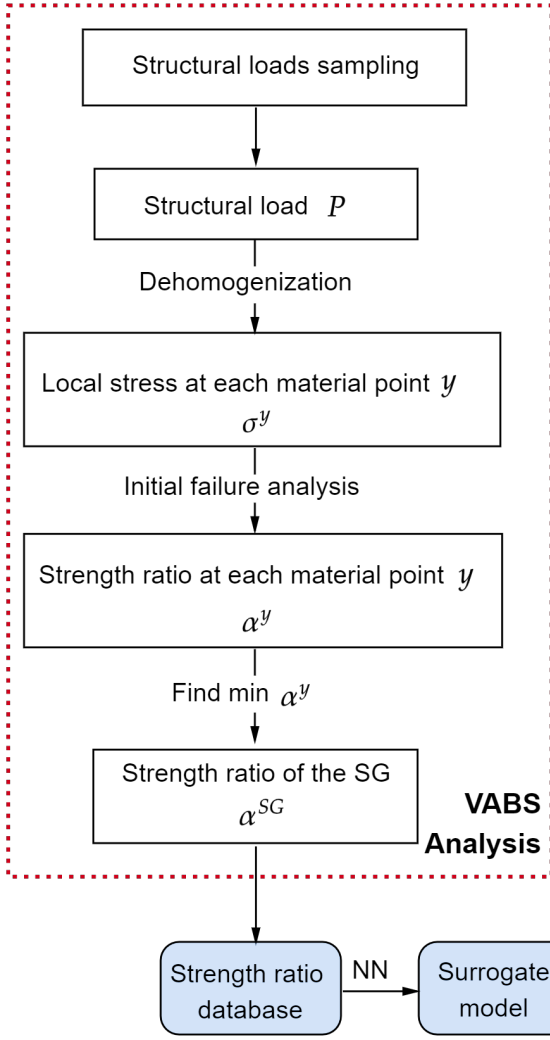 Structural loads sampling
Structural load P
Dehomogenization
Local stress at each material point y
σ^y
Initial failure analysis
Strength ratio at each material point y
α^y
Find min α^y
Strength ratio of the SG
α^SG
VABS
Analysis
Strength ratio
database
NN
Surrogate
model